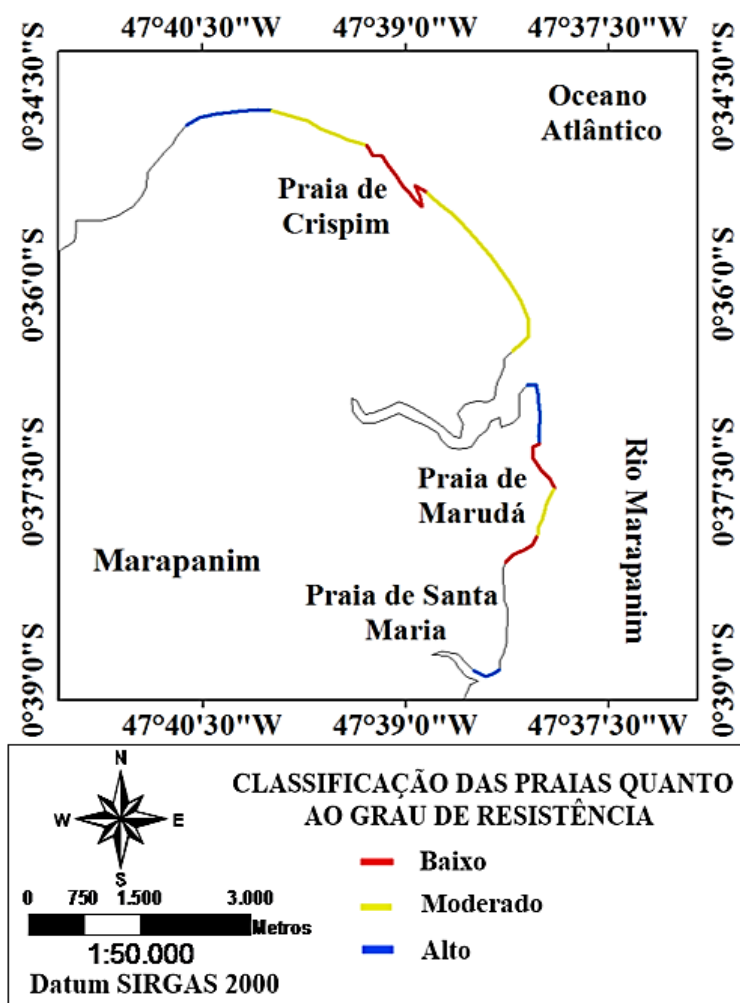 47°40'30"W 47°39'0"W 47°37'30"W
0°34'30"S
0°34'30"S
Oceano
Atlântico
Praia de
Crispim
0°36'0"S
0°36'0"S
0°37'30"S
0°37'30"S
Praia de
Marudá
Rio Marapanim
Marapanim
Praia de Santa
Maria
0°39'0"S
0°39'0"S
47°40'30"W 47°39'0"W 47°37'30"W
N
W E
S
CLASSIFICAÇÃO DAS PRAIAS QUANTO
AO GRAU DE RESISTÊNCIA
Baixo
Moderado
Alto
0 750 1.500 3.000
Metros
1:50.000
Datum SIRGAS 2000